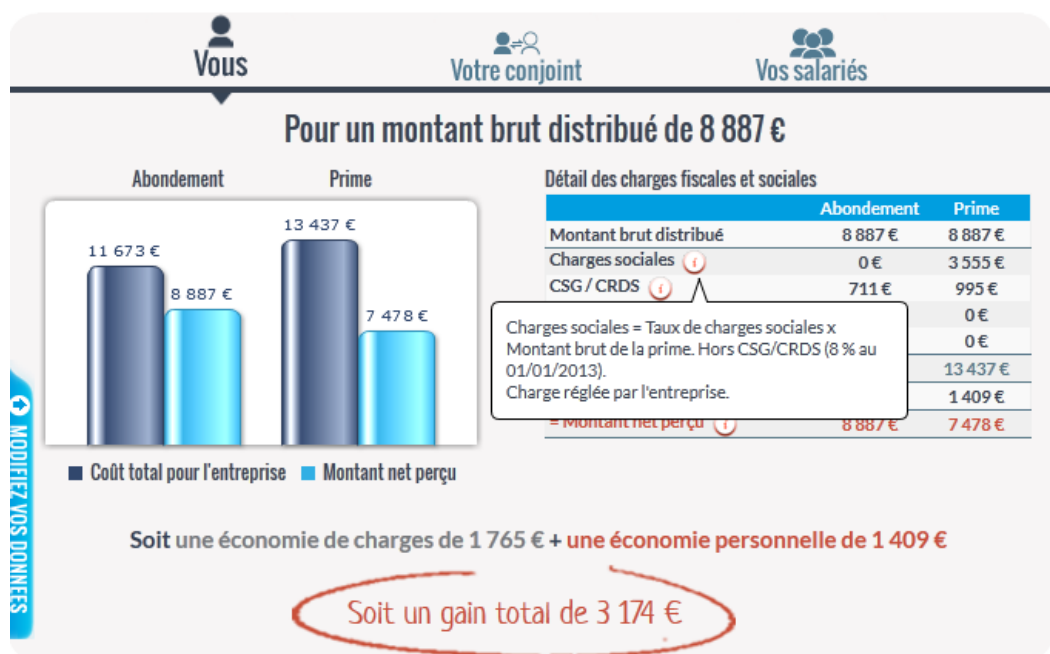 Vous
Votre conjoint
Vos salariés
Pour un montant brut distribué de 8 887 €
Abondement Prime
11 673 €
8 887 €
13 437 €
7 478 €
Coût total pour l'entreprise Montant net perçu
Détail des charges fiscales et sociales
Abondement Prime
Montant brut distribué 8 887 € 8 887 €
Charges sociales i 0 € 3 555 €
CSG / CRDS i 711 € 995 €
0 €
0 €
13 437 €
1 409 €
= Montant net perçu i 8 887 € 7 478 €
Charges sociales = Taux de charges sociales x
Montant brut de la prime. Hors CSG/CRDS (8 % au
01/01/2013).
Charge réglée par l'entreprise.
MODIFIEZ VOS DONNEES
Soit une économie de charges de 1 765 € + une économie personnelle de 1 409 €
Soit un gain total de 3 174 €